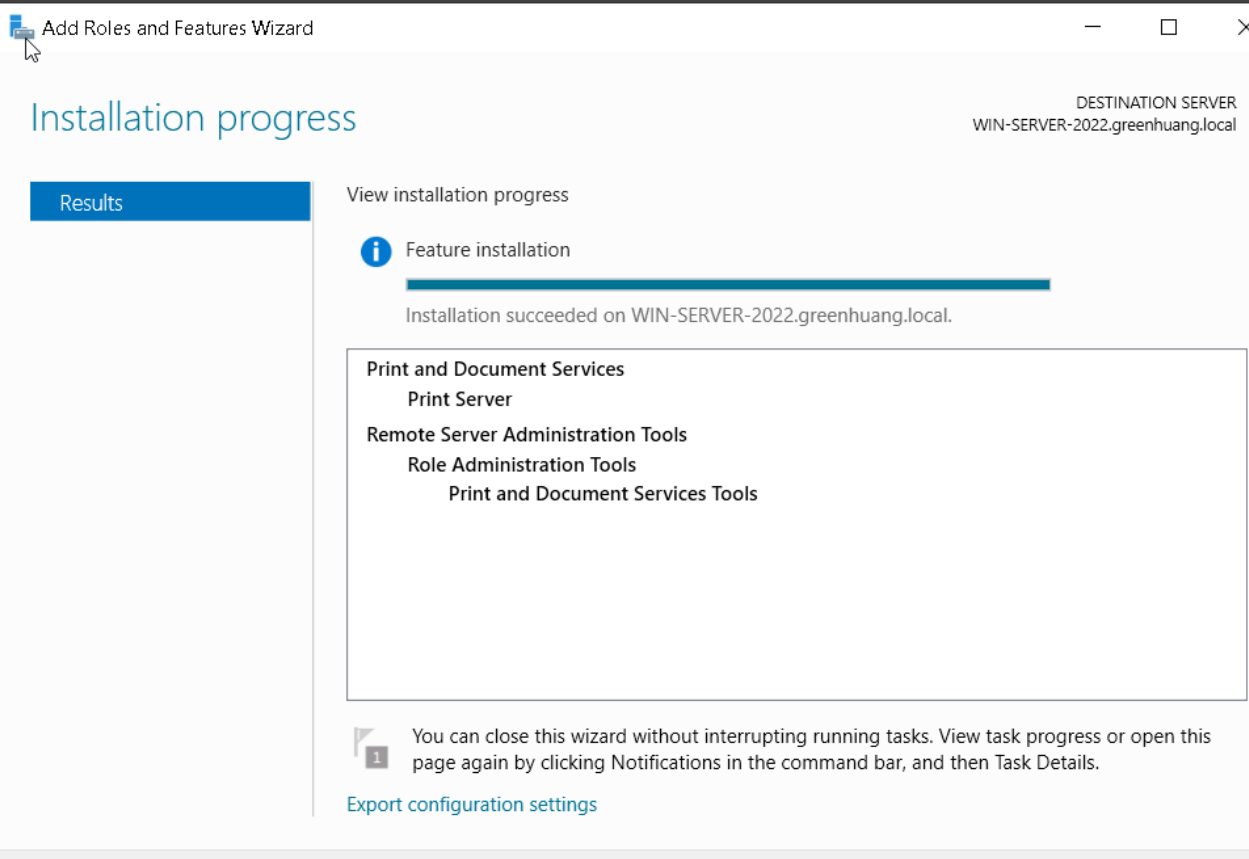 Add Roles and Features Wizard
Installation progress
DESTINATION SERVER
WIN-SERVER-2022.greenhuang.local
Results
View installation progress
Feature installation
Installation succeeded on WIN-SERVER-2022.greenhuang.local.
Print and Document Services
Print Server
Remote Server Administration Tools
Role Administration Tools
Print and Document Services Tools
1
You can close this wizard without interrupting running tasks. View task progress or open this
page again by clicking Notifications in the command bar, and then Task Details.
Export configuration settings